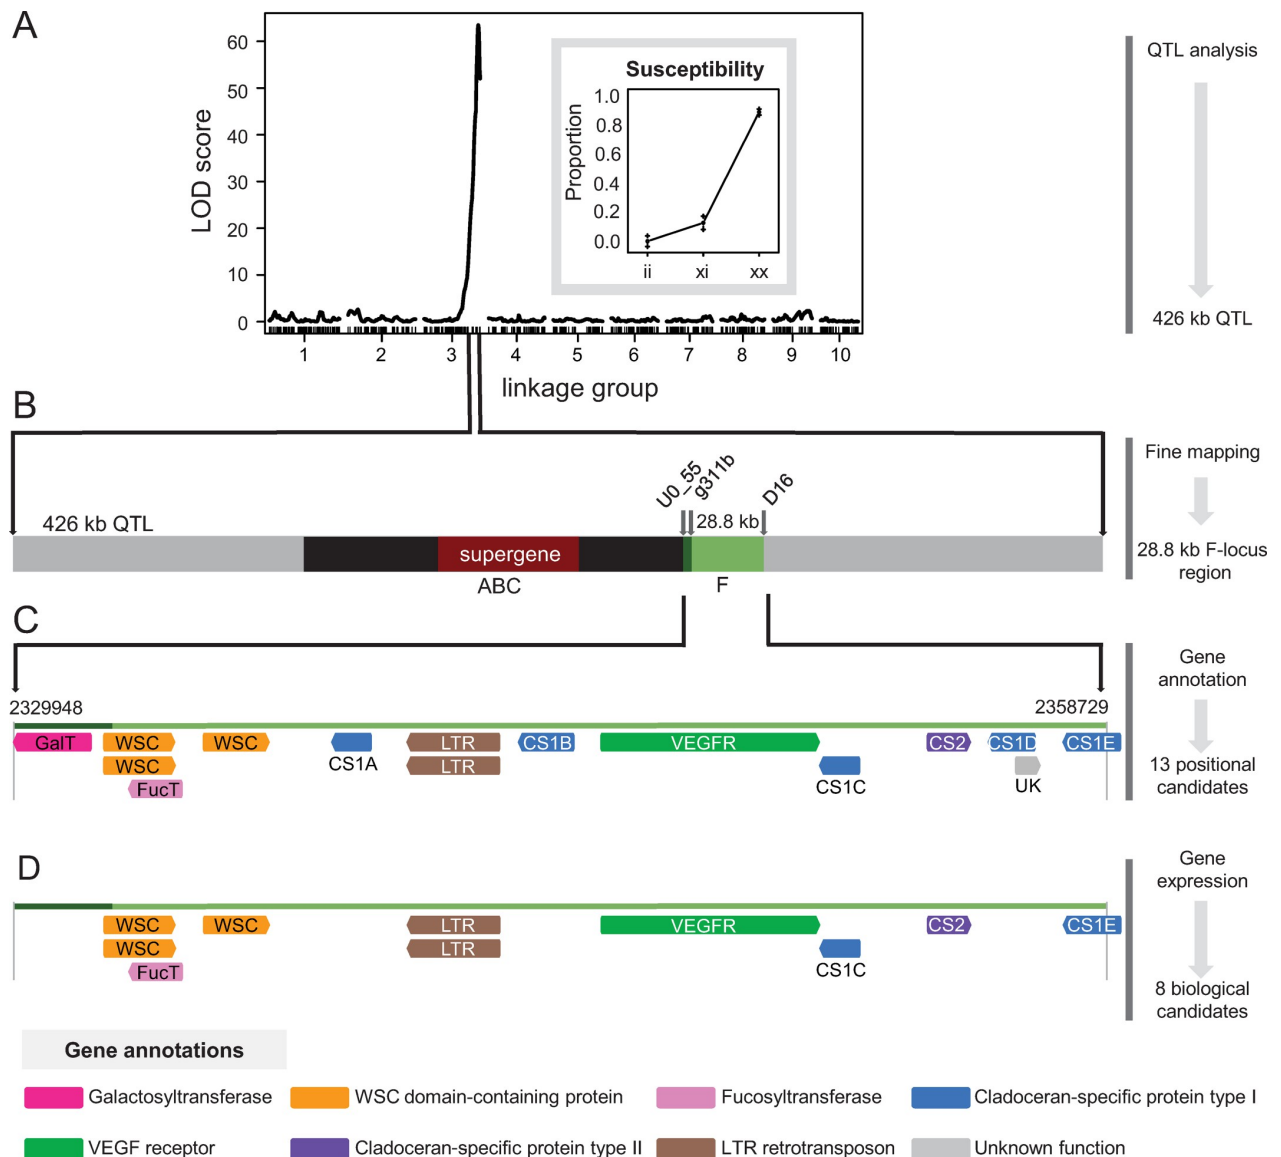 A
LOD score
60
50
40
30
20
10
0
1 2 3 4 5 6 7 8 9 10
linkage group
Susceptibility
Proportion
1.0
0.8
0.6
0.4
0.2
0.0
ii xi xx
QTL analysis
426 kb QTL
B
426 kb QTL
U0_55
g311b
D16
28.8 kb
supergene
ABC
F
Fine mapping
28.8 kb F-locus
region
C
2329948
2358729
GalT WSC WSC LTR CS1B VEGFR CS2 CS1D CS1E
WSC CS1A LTR
FucT CS1C UK
Gene
annotation
13 positional
candidates
D
WSC WSC LTR VEGFR CS2 CS1E
WSC LTR
FucT CS1C
Gene
expression
8 biological
candidates
Gene annotations
Galactosyltransferase WSC domain-containing protein Fucosyltransferase Cladoceran-specific protein type I
VEGF receptor Cladoceran-specific protein type II LTR retrotransposon Unknown function